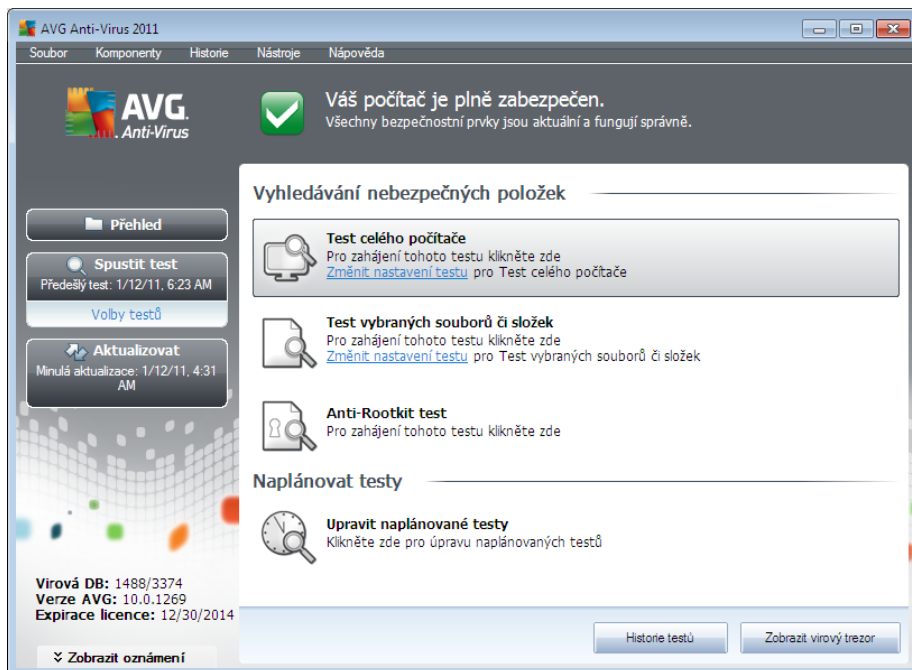 AVG Anti-Virus 2011
Soubor Komponenty Historie Nástroje Nápověda
AVG.
Anti-Virus
Váš počítač je plně zabezpečen.
Všechny bezpečnostní prvky jsou aktuální a fungují správně.
Přehled
Spustit test
Předešlý test: 1/12/11, 6:23 AM
Volby testů
Aktualizovat
Minulá aktualizace: 1/12/11, 4:31
AM
Vyhledávání nebezpečných položek
Test celého počítače
Pro zahájení tohoto testu klikněte zde
Změnit nastavení testu pro Test celého počítače
Test vybraných souborů či složek
Pro zahájení tohoto testu klikněte zde
Změnit nastavení testu pro Test vybraných souborů či složek
Anti-Rootkit test
Pro zahájení tohoto testu klikněte zde
Naplánovat testy
Upravit naplánované testy
Klikněte zde pro úpravu naplánovaných testů
Virová DB: 1488/3374
Verze AVG: 10.0.1269
Expirace licence: 12/30/2014
Zobrazit oznámení
Historie testů
Zobrazit virový trezor